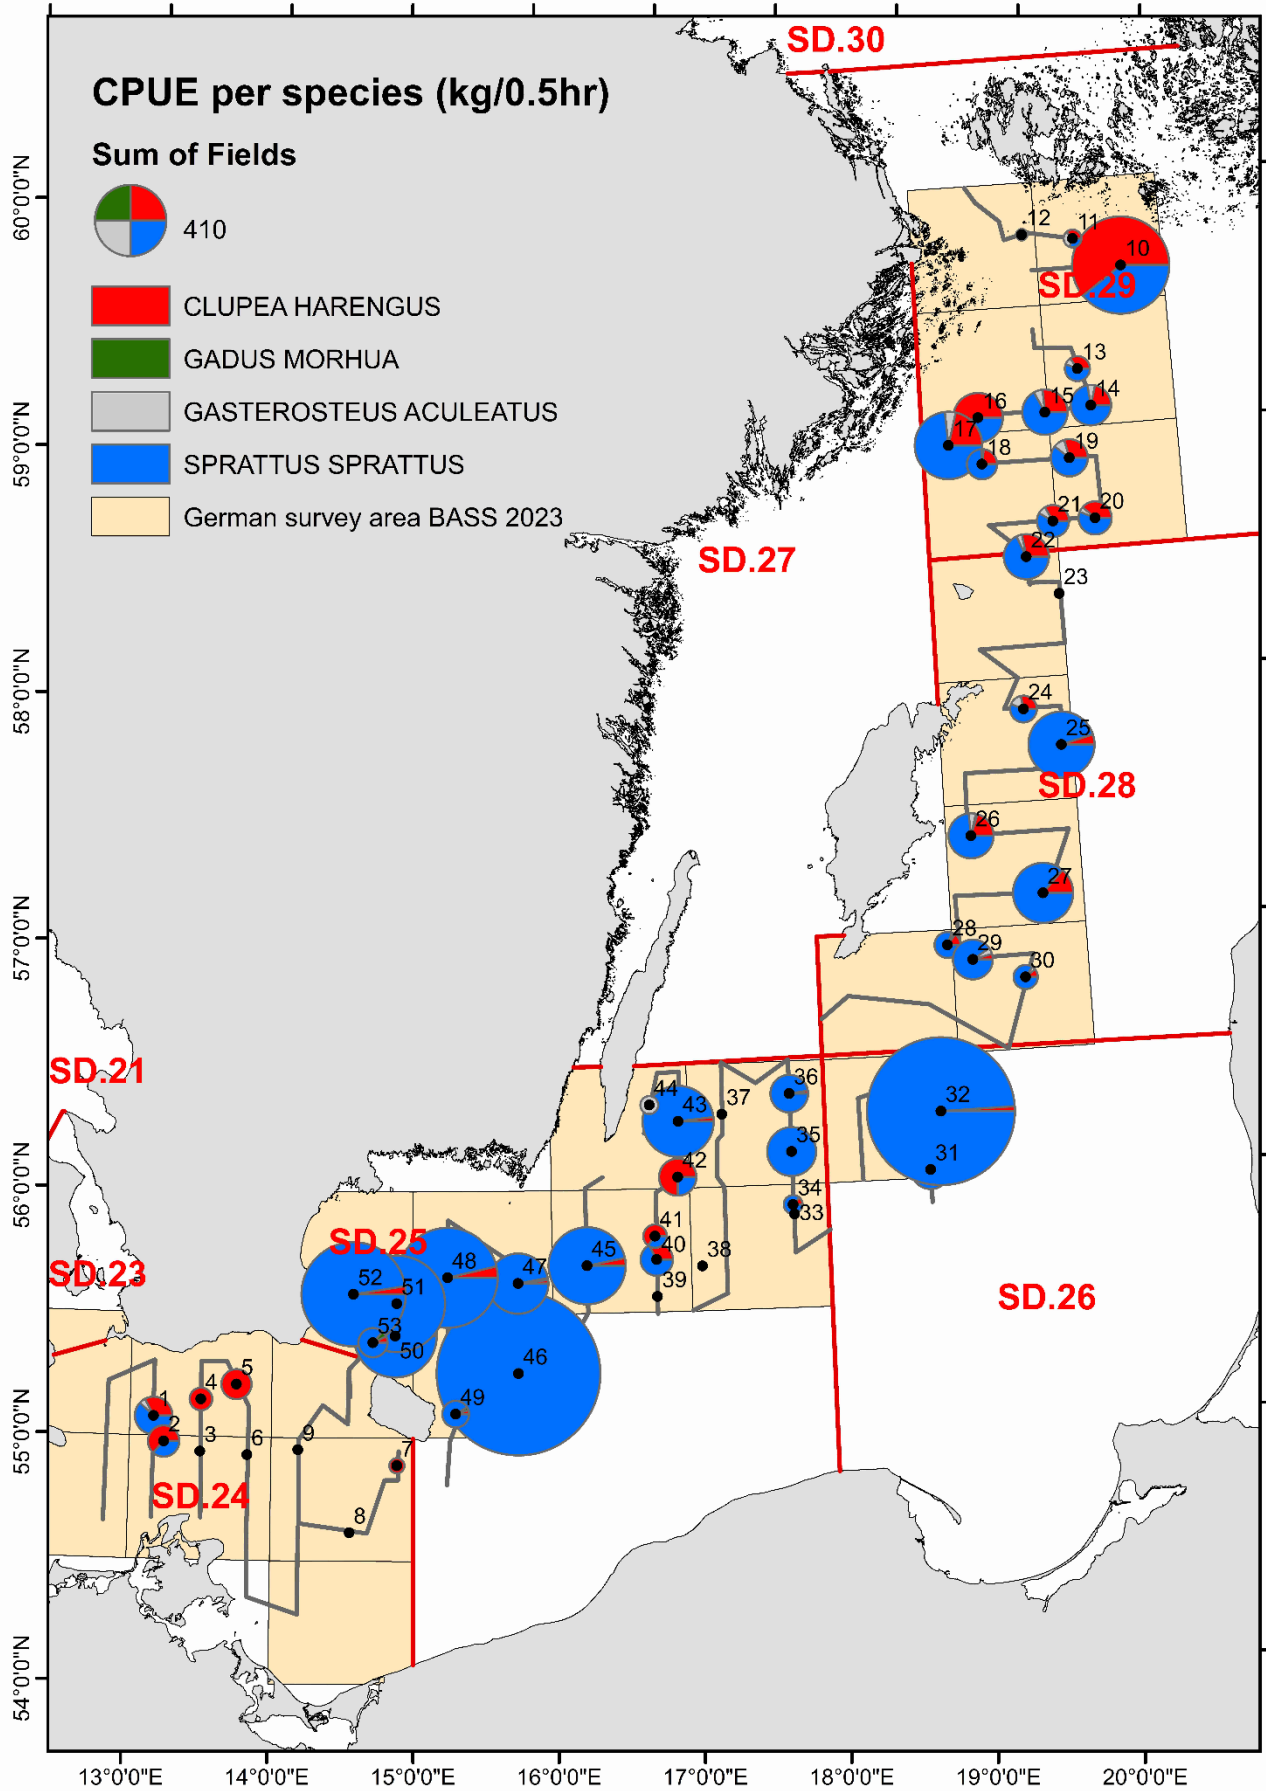 SD.30
CPUE per species (kg/0.5hr)
Sum of Fields
410
CLUPEA HARENGUS
GADUS MORHUA
GASTEROSTEUS ACULEATUS
SPRATTUS SPRATTUS
German survey area BASS 2023
60°0'0"N
59°0'0"N
58°0'0"N
57°0'0"N
56°0'0"N
55°0'0"N
54°0'0"N
12
11
10
SD.29
13
14
15
16
17
18
19
20
21
22
SD.27
23
24
25
SD.28
26
27
28
29
30
SD.21
44
43
37
36
32
35
31
42
34
33
41
40
38
39
SD.25
SD.23
52
51
48
47
45
SD.26
53
50
46
49
5
4
1
2
3
6
9
7
SD.24
8
13°0'0"E
14°0'0"E
15°0'0"E
16°0'0"E
17°0'0"E
18°0'0"E
19°0'0"E
20°0'0"E